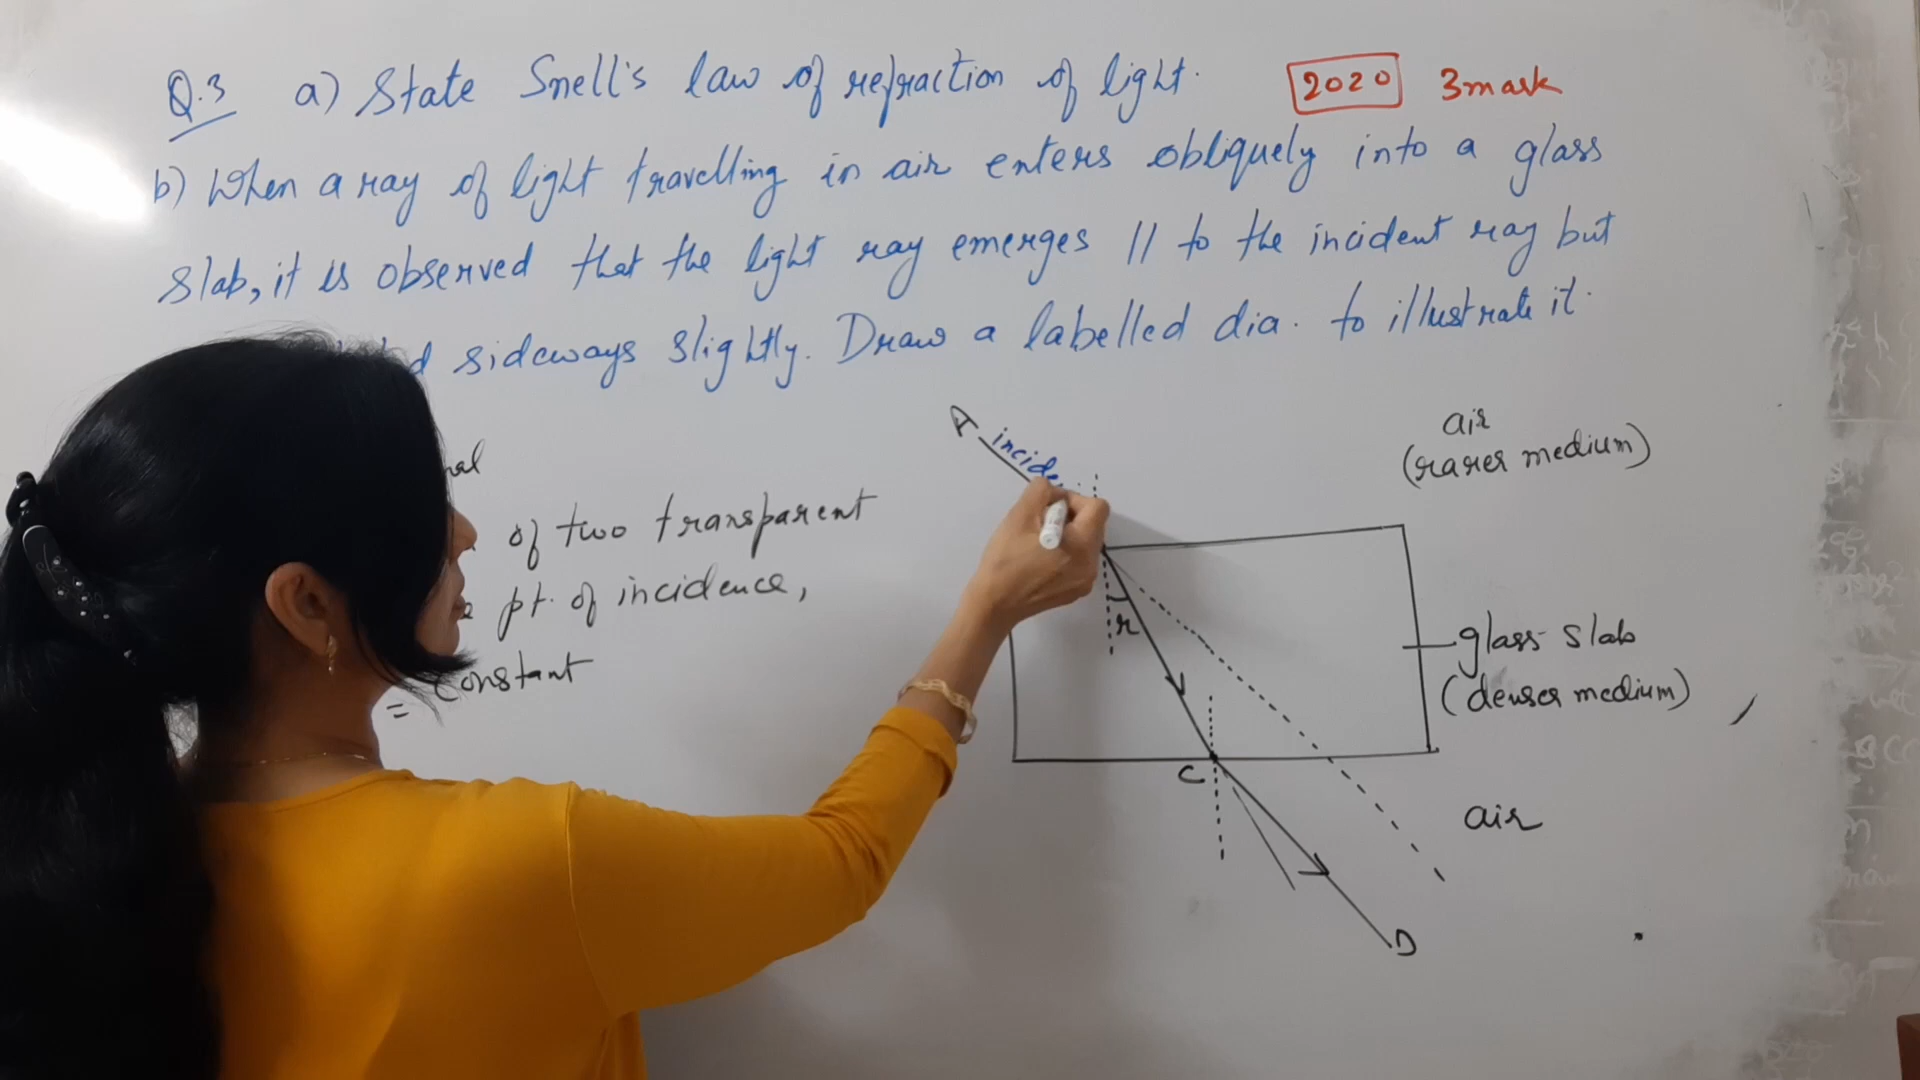 Q.3 a) State Snell's law of refraction of light. 2020 3 mark
b) When a ray of light travelling in air enters obliquely into a glass
slab, it is observed that the light ray emerges // to the incident ray but
sideways slightly. Draw a labelled dia. to illustrate it.
A
incide
air
(rarer medium)
of two transparent
pt. of incidence,
= constant
r
glass slab
(denser medium)
C
air
D